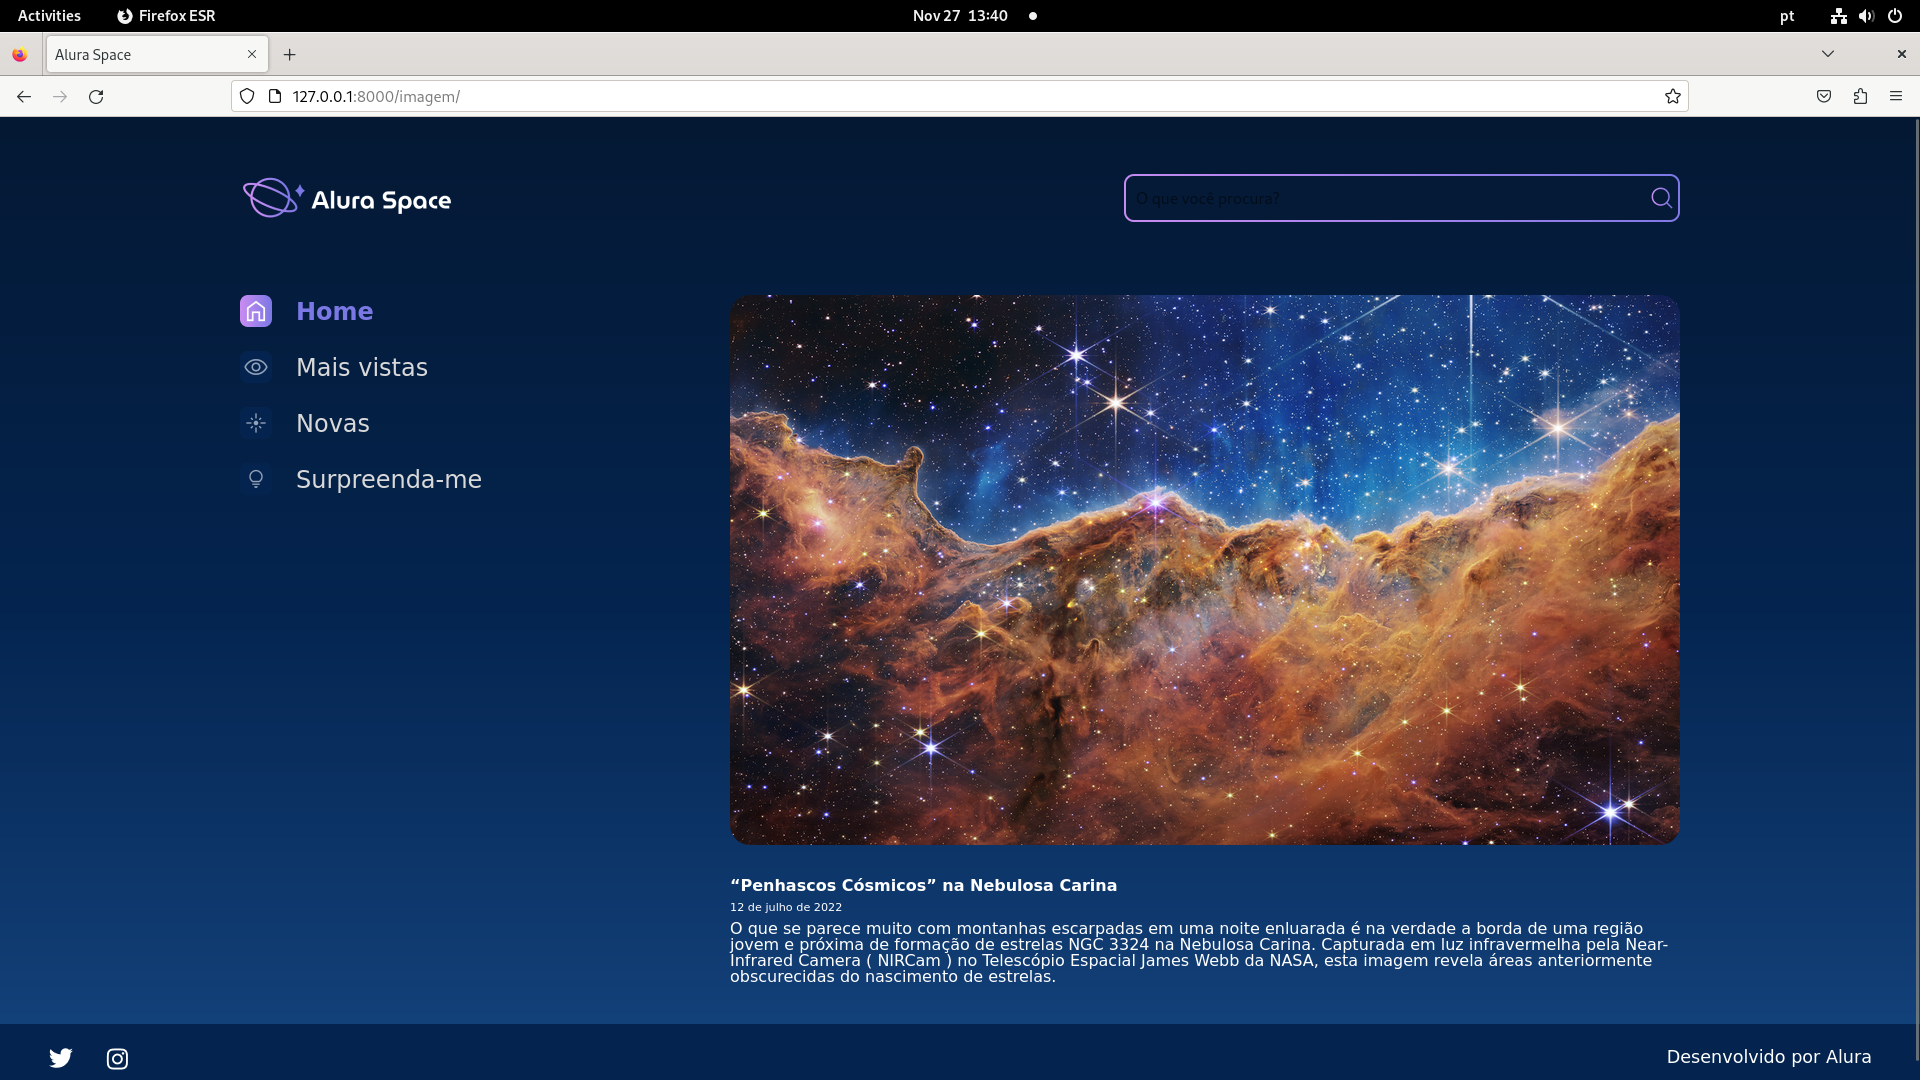 Activities
Firefox ESR
Nov 27 13:40
pt
Alura Space
127.0.0.1:8000/imagem/
Alura Space
O que você procura?
Home
Mais vistas
Novas
Surpreenda-me
“Penhascos Cósmicos” na Nebulosa Carina
12 de julho de 2022
O que se parece muito com montanhas escarpadas em uma noite enluarada é na verdade a borda de uma região
jovem e próxima de formação de estrelas NGC 3324 na Nebulosa Carina. Capturada em luz infravermelha pela Near-
Infrared Camera ( NIRCam ) no Telescópio Espacial James Webb da NASA, esta imagem revela áreas anteriormente
obscurecidas do nascimento de estrelas.
Desenvolvido por Alura